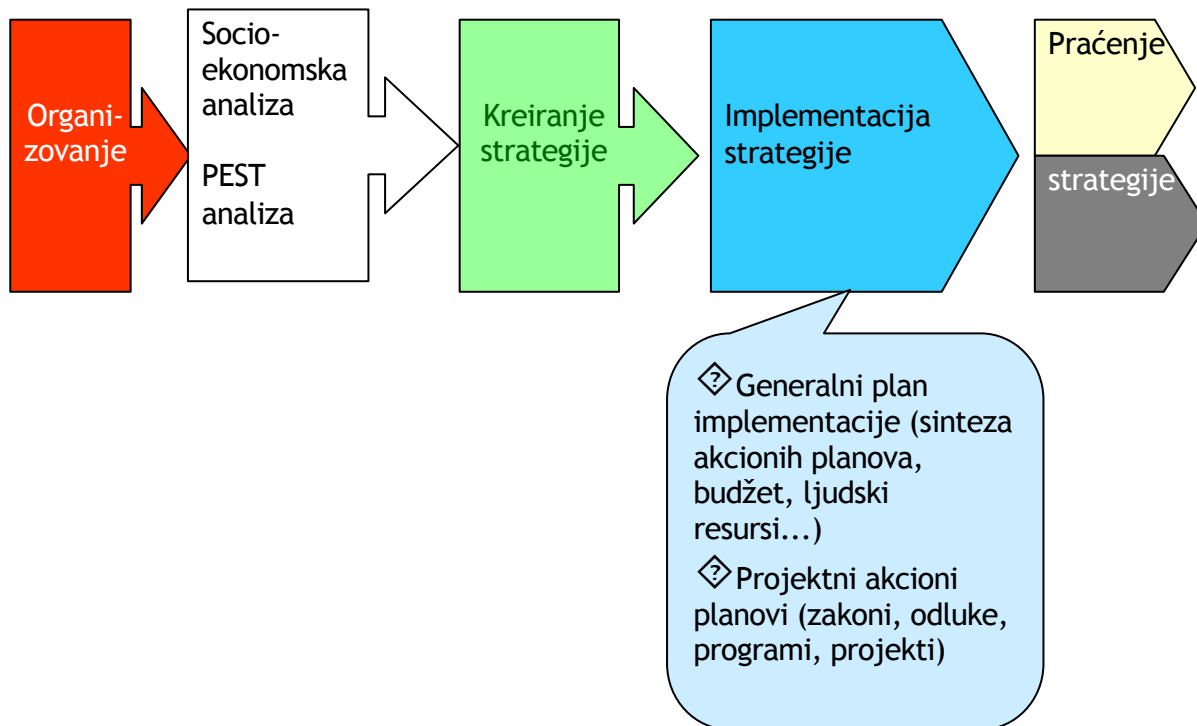 Organi-
zovanje
Socio-
ekonomska
analiza
PEST
analiza
Kreiranje
strategije
Implementacija
strategije
Praćenje
strategije
Generalni plan
implementacije (sinteza
akcionih planova,
budžet, ljudski
resursi...)
Projektni akcioni
planovi (zakoni, odluke,
programi, projekti)